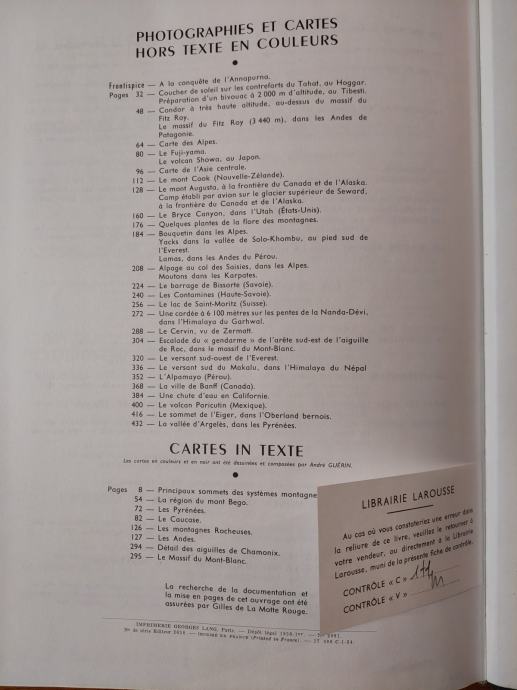 PHOTOGRAPHIES ET CARTES
HORS TEXTE EN COULEURS
Frontispice — A la conquête de l'Annapurna.
Pages 32 — Coucher de soleil sur les contreforts du Tahat, au Hoggar.
Préparation d'un bivouac à 2 000 m d'altitude, au Tibesti.
48 — Condor à très haute altitude, au-dessus du massif du
Fitz Roy.
Le massif du Fitz Roy (3 440 m), dans les Andes de
Patagonie.
64 — Carte des Alpes.
80 — Le Fuji-yama.
Le volcan Showa, au Japon.
96 — Carte de l'Asie centrale.
112 — Le mont Cook (Nouvelle-Zélande).
128 — Le mont Augusta, à la frontière du Canada et de l'Alaska.
Camp établi par avion sur le glacier supérieur de Seward,
à la frontière du Canada et de l'Alaska.
160 — Le Bryce Canyon, dans l'Utah (États-Unis).
176 — Quelques plantes de la flore des montagnes.
184 — Bouquetin dans les Alpes.
Yacks dans la vallée de Solo-Khumbu, au pied sud de
l'Everest.
Lamas, dans les Andes du Pérou.
208 — Alpage au col des Saisies, dans les Alpes.
Moutons dans les Karpates.
224 — Le barrage de Bissorte (Savoie).
240 — Les Contamines (Haute-Savoie).
256 — Le lac de Saint-Moritz (Suisse).
272 — Une cordée à 6 100 mètres sur les pentes de la Nanda-Dévi,
dans l'Himalaya du Garhwal.
288 — Le Cervin, vu de Zermatt.
304 — Escalade du « gendarme » de l'arête sud-est de l'aiguille
de Roc, dans le massif du Mont-Blanc.
320 — Le versant sud-ouest de l'Everest.
336 — Le versant sud du Makalu, dans l'Himalaya du Népal
352 — L'Alpamayo (Pérou).
368 — La ville de Banff (Canada).
384 — Une chute d'eau en Californie.
400 — Le volcan Paricutin (Mexique).
416 — Le sommet de l'Eiger, dans l'Oberland bernois.
432 — La vallée d'Argelès, dans les Pyrénées.
CARTES IN TEXTE
Les cartes en couleurs et en noir ont été dessinées et composées par André GUÉRIN.
Pages 8 — Principaux sommets des systèmes montagne
54 — La région du mont Bego.
72 — Les Pyrénées.
82 — Le Caucase.
126 — Les montagnes Rocheuses.
127 — Les Andes.
294 — Détail des aiguilles de Chamonix.
295 — Le Massif du Mont-Blanc.
La recherche de la documentation et
la mise en pages de cet ouvrage ont été
assurées par Gilles de La Motte Rouge.
IMPRIMERIE GEORGES LANG, Paris. — Dépôt légal
No de série Editeur — IMPRIMÉ EN FRANCE (Printed in France).
LIBRAIRIE LAROUSSE
Au cas où vous constateriez une erreur dans
la reliure de ce livre, veuillez le retourner à
votre vendeur, ou directement à la Librairie
Larousse, muni de la présente fiche de contrôle.
CONTRÔLE « C »
CONTRÔLE « V »